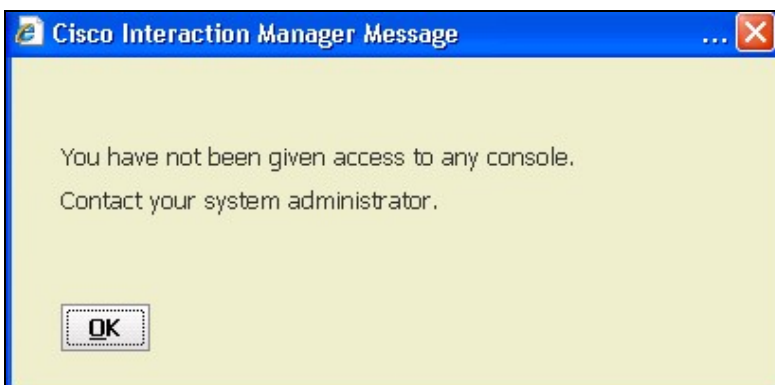 Cisco Interaction Manager Message ...
You have not been given access to any console.
Contact your system administrator.
OK